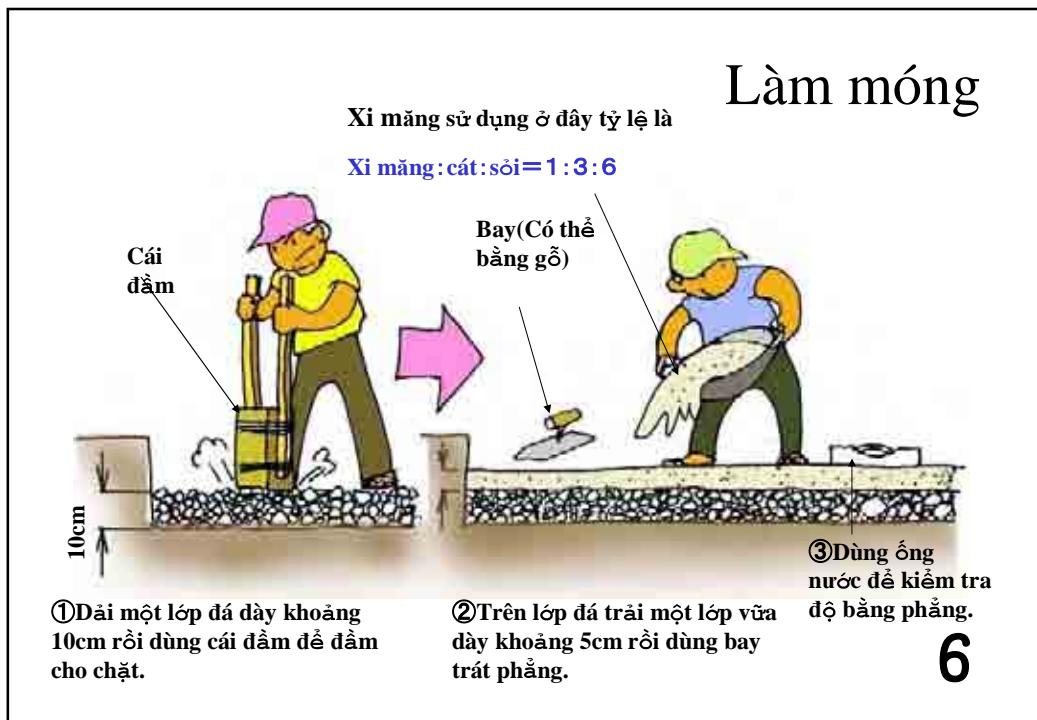 Làm móng
Xi măng sử dụng ở đây tỷ lệ là
Xi măng:cát:sỏi=1:3:6
Cái
đầm
Bay(Có thể
bằng gỗ)
10cm
①Dải một lớp đá dày khoảng
10cm rồi dùng cái đầm để đầm
cho chặt.
②Trên lớp đá trải một lớp vữa
dày khoảng 5cm rồi dùng bay
trát phẳng.
③Dùng ống
nước để kiểm tra
độ bằng phẳng.
6